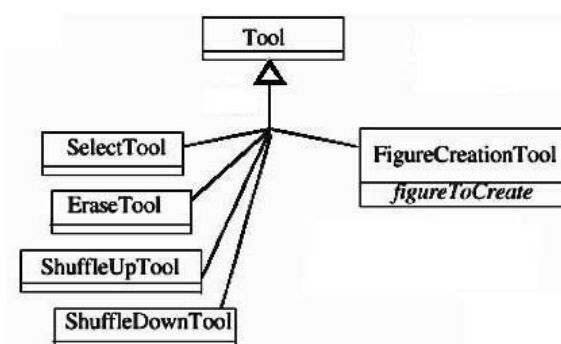 Tool
SelectTool
FigureCreationTool
figureToCreate
EraseTool
ShuffleUpTool
ShuffleDownTool